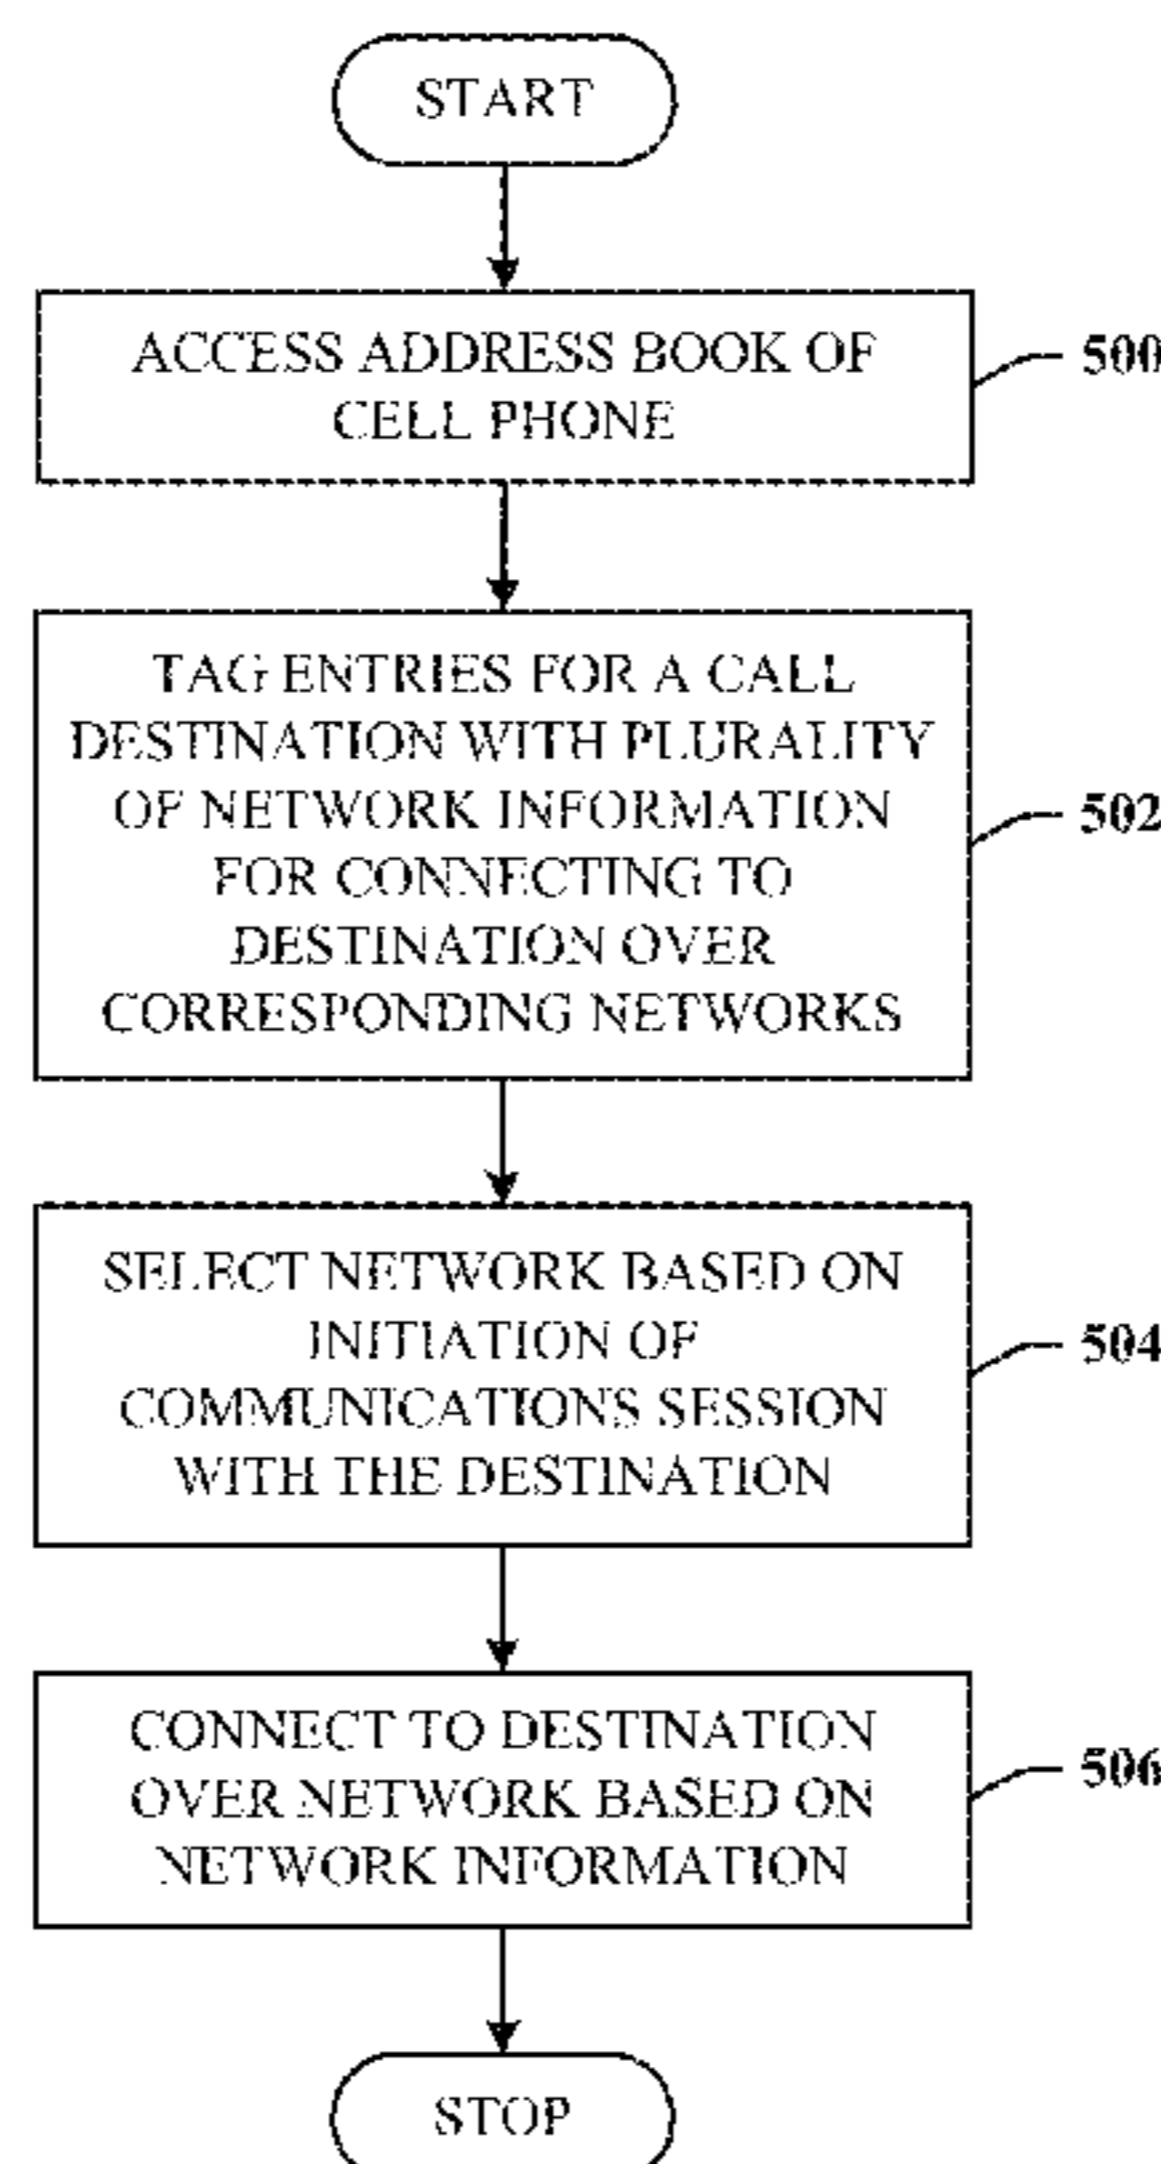 START
ACCESS ADDRESS BOOK OF
CELL PHONE
500
TAG ENTRIES FOR A CALL
DESTINATION WITH PLURALITY
OF NETWORK INFORMATION
FOR CONNECTING TO
DESTINATION OVER
CORRESPONDING NETWORKS
502
SELECT NETWORK BASED ON
INITIATION OF
COMMUNICATIONS SESSION
WITH THE DESTINATION
504
CONNECT TO DESTINATION
OVER NETWORK BASED ON
NETWORK INFORMATION
506
STOP